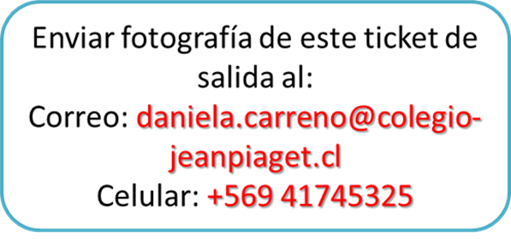 Enviar fotografía de este ticket de
salida al:
Correo: daniela.carreno@colegio-
jeanpiaget.cl
Celular: +569 41745325